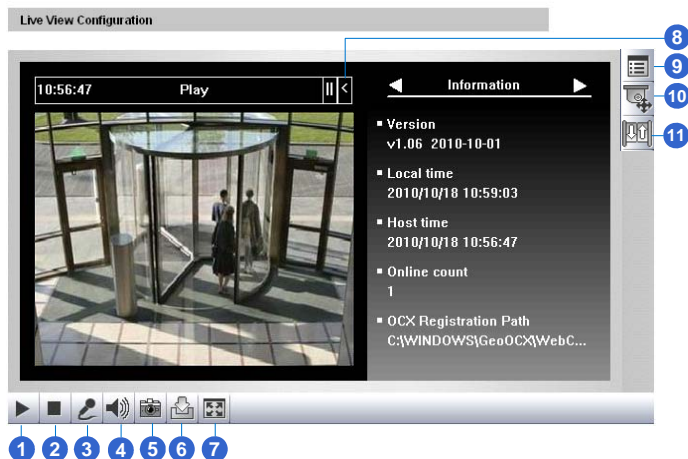 Live View Configuration
8
10:56:47 Play || <
Information
9
10
11
Version
v1.06 2010-10-01
Local time
2010/10/18 10:59:03
Host time
2010/10/18 10:56:47
Online count
1
OCX Registration Path
C:\WINDOWS\GeoOCX\WebC...
1 2 3 4 5 6 7